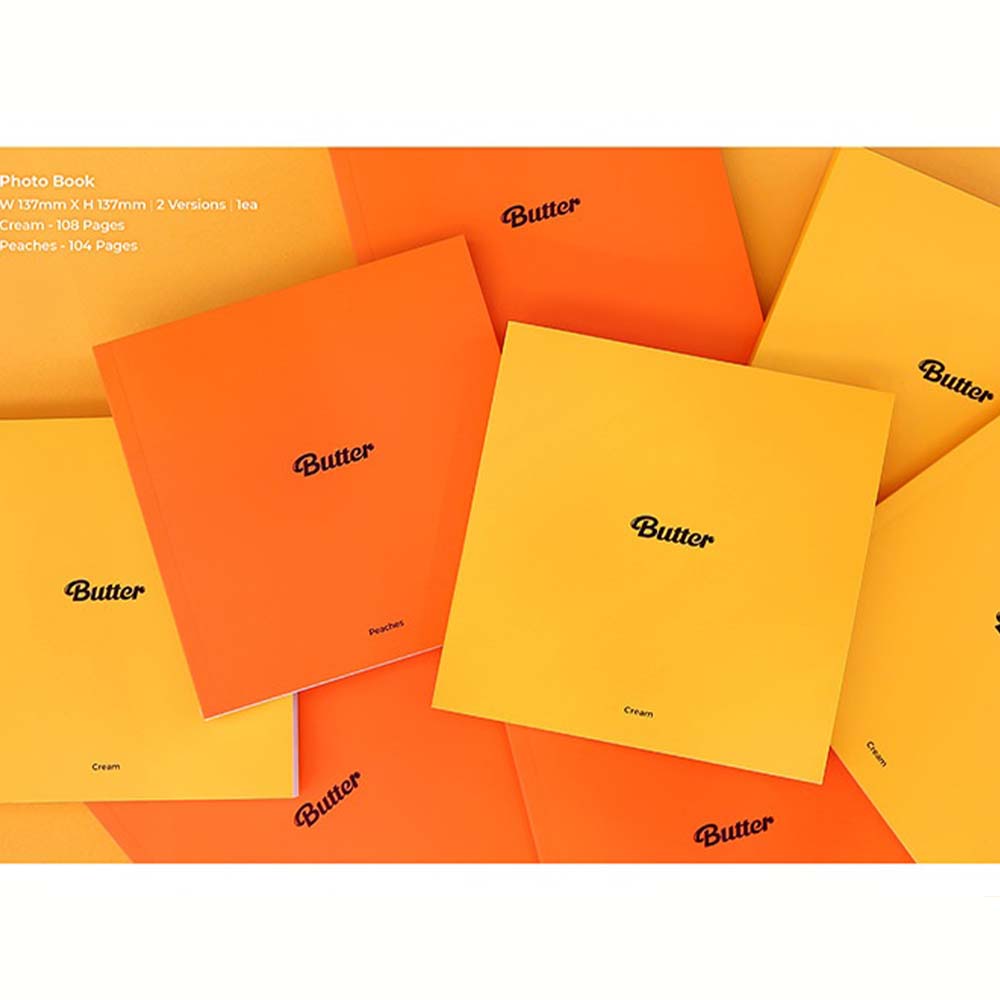 Photo Book
W 137mm X H 137mm | 2 Versions | 1ea
Cream - 108 Pages
Peaches - 104 Pages
Butter
Butter
Butter
Peaches
Butter
Cream
Butter
Cream
Cream
Butter
Butter